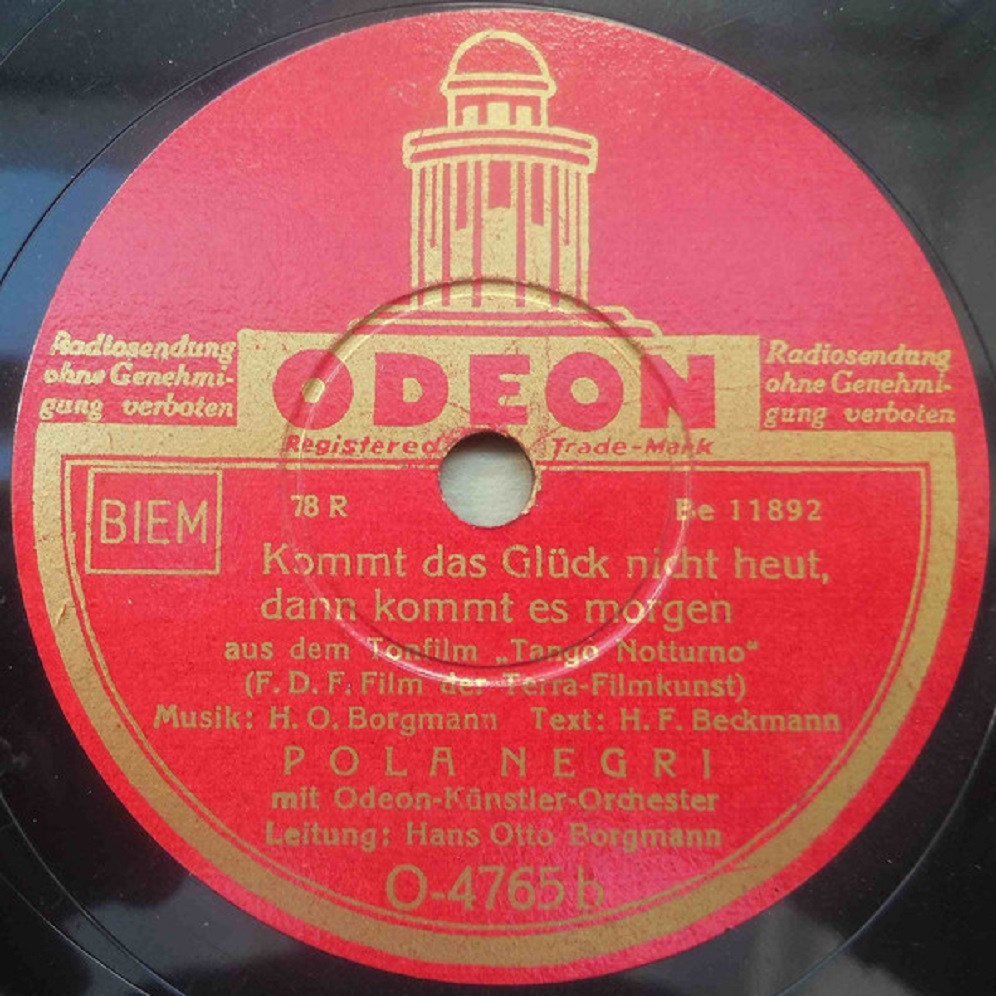 Radiosendung
ohne Genehmi-
gung verboten
ODEON
Registered Trade-Mark
Radiosendung
ohne Genehmi-
gung verboten
BIEM
78 R
Be 11892
Kommt das Glück nicht heut,
dann kommt es morgen
aus dem Tonfilm „Tango Notturno“
(F. D. F. Film der Terra-Filmkunst)
Musik: H. O. Borgmann Text: H. F. Beckmann
POLA NEGRI
mit Odeon-Künstler-Orchester
Leitung: Hans Otto Borgmann
O-4765 b